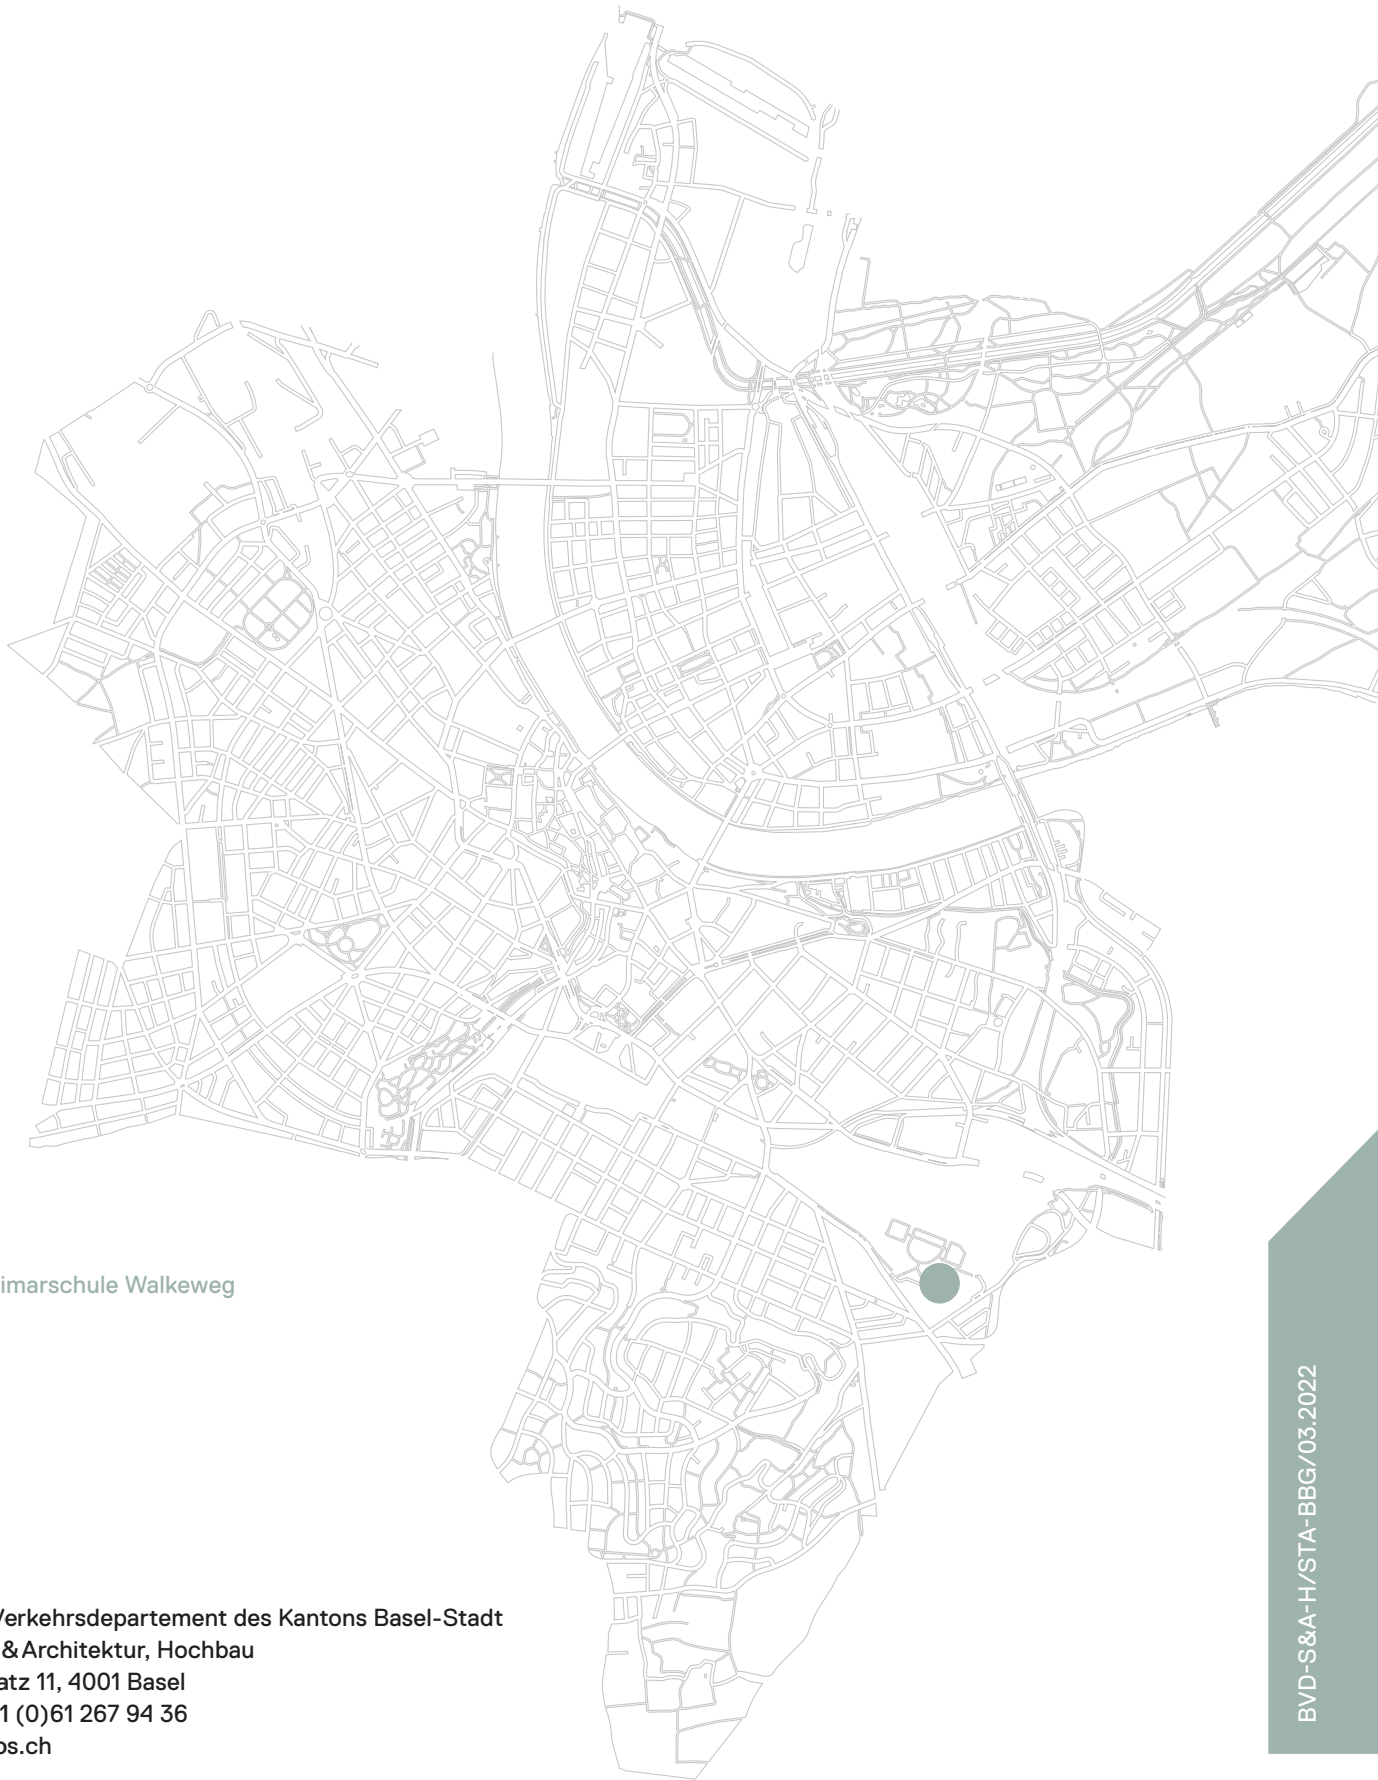 imarschule Walkeweg
Verkehrsdepartement des Kantons Basel-Stadt
& Architektur, Hochbau
atz 11, 4001 Basel
1 (0)61 267 94 36
os.ch
BVD-S&A-H/STA-BBG/03.2022